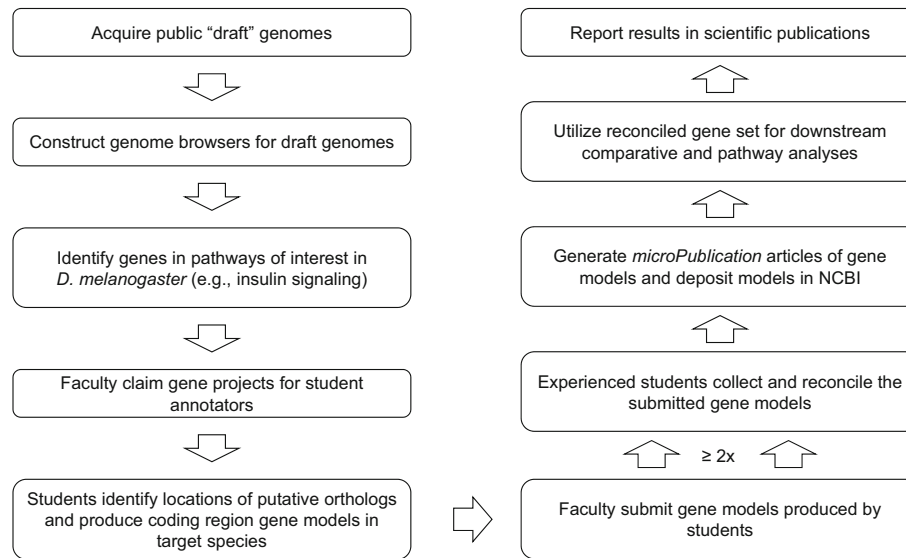 Acquire public “draft” genomes
Construct genome browsers for draft genomes
Identify genes in pathways of interest in
D. melanogaster (e.g., insulin signaling)
Faculty claim gene projects for student
annotators
Students identify locations of putative orthologs
and produce coding region gene models in
target species
Faculty submit gene models produced by
students
≥ 2x
Experienced students collect and reconcile the
submitted gene models
Generate microPublication articles of gene
models and deposit models in NCBI
Utilize reconciled gene set for downstream
comparative and pathway analyses
Report results in scientific publications